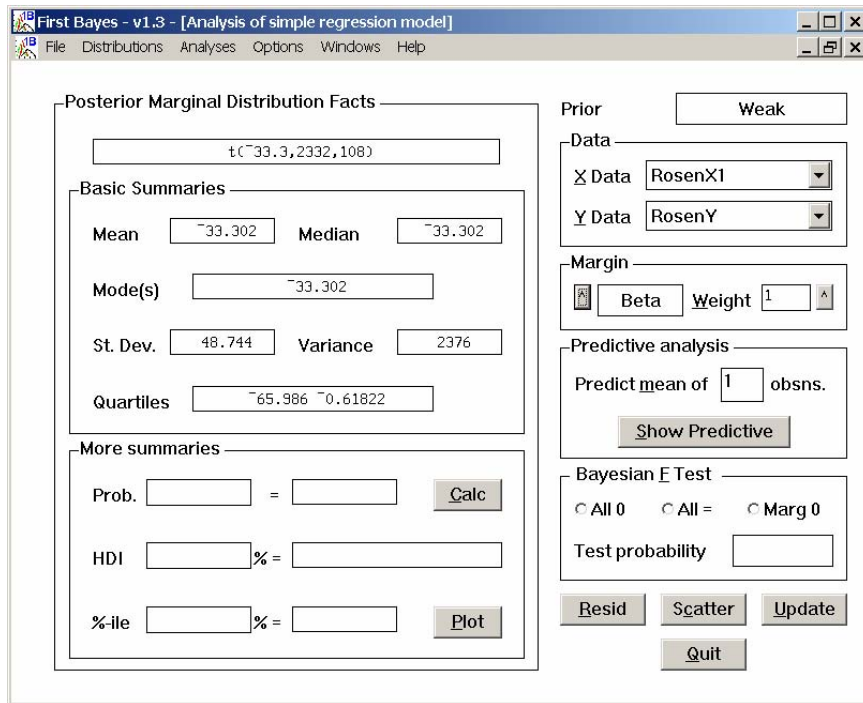 First Bayes - v1.3 - [Analysis of simple regression model]
File Distributions Analyses Options Windows Help
Posterior Marginal Distribution Facts
t(¯33.3,2332,108)
Basic Summaries
Mean ¯33.302 Median ¯33.302
Mode(s) ¯33.302
St. Dev. 48.744 Variance 2376
Quartiles ¯65.986 ¯0.61822
More summaries
Prob. = Calc
HDI % =
%-ile % = Plot
Prior Weak
Data
X Data RosenX1
Y Data RosenY
Margin
^ Beta Weight 1 ^
Predictive analysis
Predict mean of 1 obsns.
Show Predictive
Bayesian F Test
All 0 All = Marg 0
Test probability
Resid Scatter Update
Quit